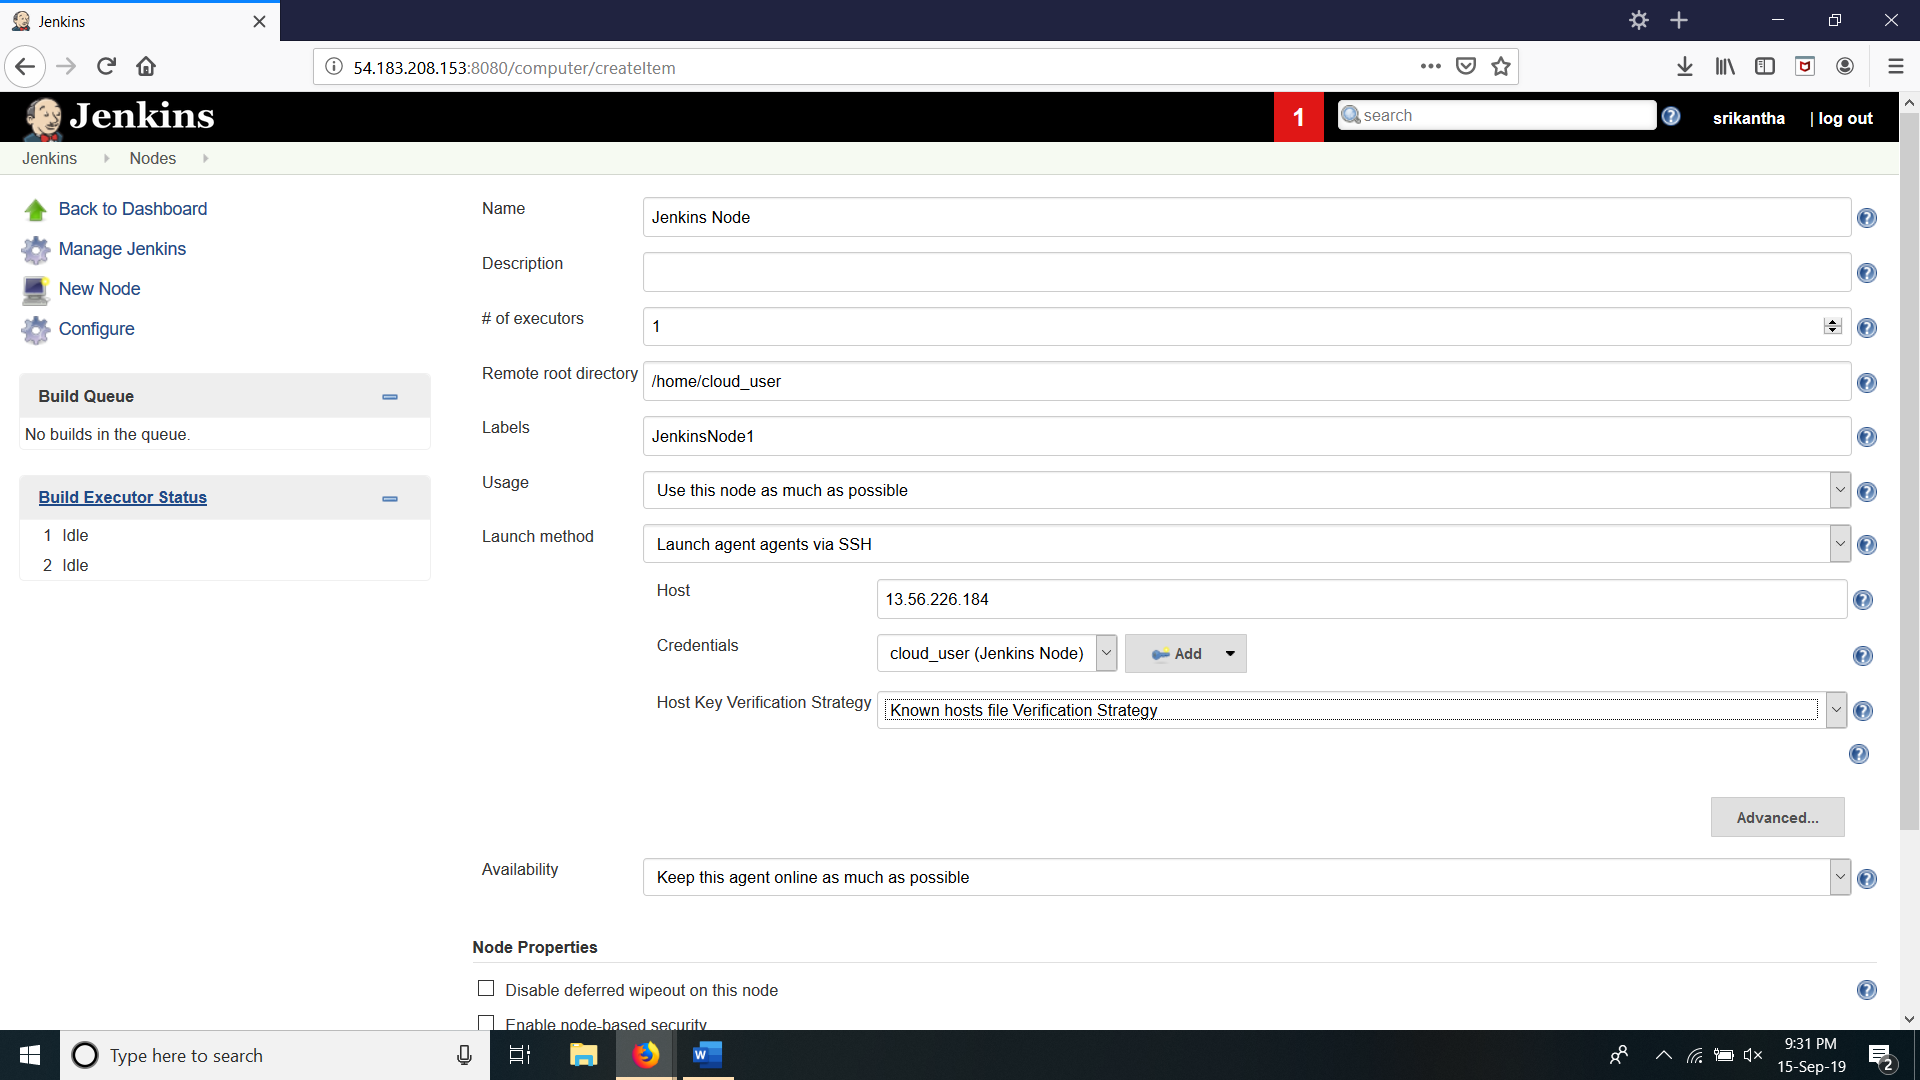 Jenkins
54.183.208.153:8080/computer/createItem
Jenkins
1
search
srikantha
| log out
Jenkins
Nodes
Back to Dashboard
Manage Jenkins
New Node
Configure
Build Queue
No builds in the queue.
Build Executor Status
1 Idle
2 Idle
Name
Jenkins Node
Description
# of executors
1
Remote root directory
/home/cloud_user
Labels
JenkinsNode1
Usage
Use this node as much as possible
Launch method
Launch agent agents via SSH
Host
13.56.226.184
Credentials
cloud_user (Jenkins Node)
Add
Host Key Verification Strategy
Known hosts file Verification Strategy
Advanced...
Availability
Keep this agent online as much as possible
Node Properties
Disable deferred wipeout on this node
Enable node-based security
Type here to search
9:31 PM
15-Sep-19
2